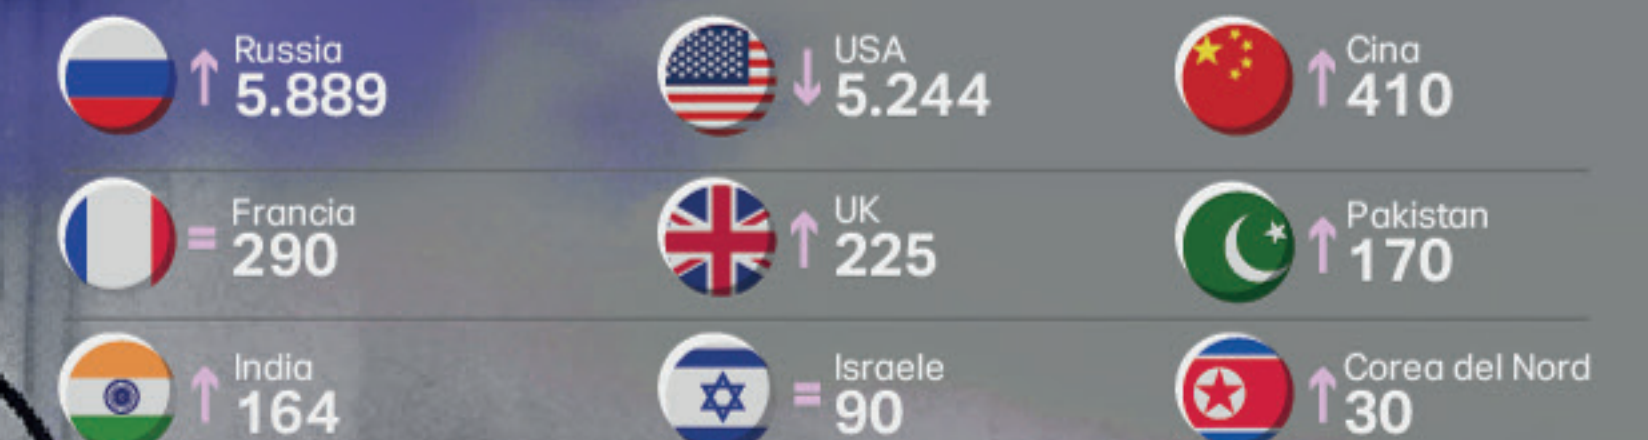 Russia
5.889
USA
5.244
Cina
410
Francia
= 290
UK
225
Pakistan
170
India
164
Israele
= 90
Corea del Nord
30